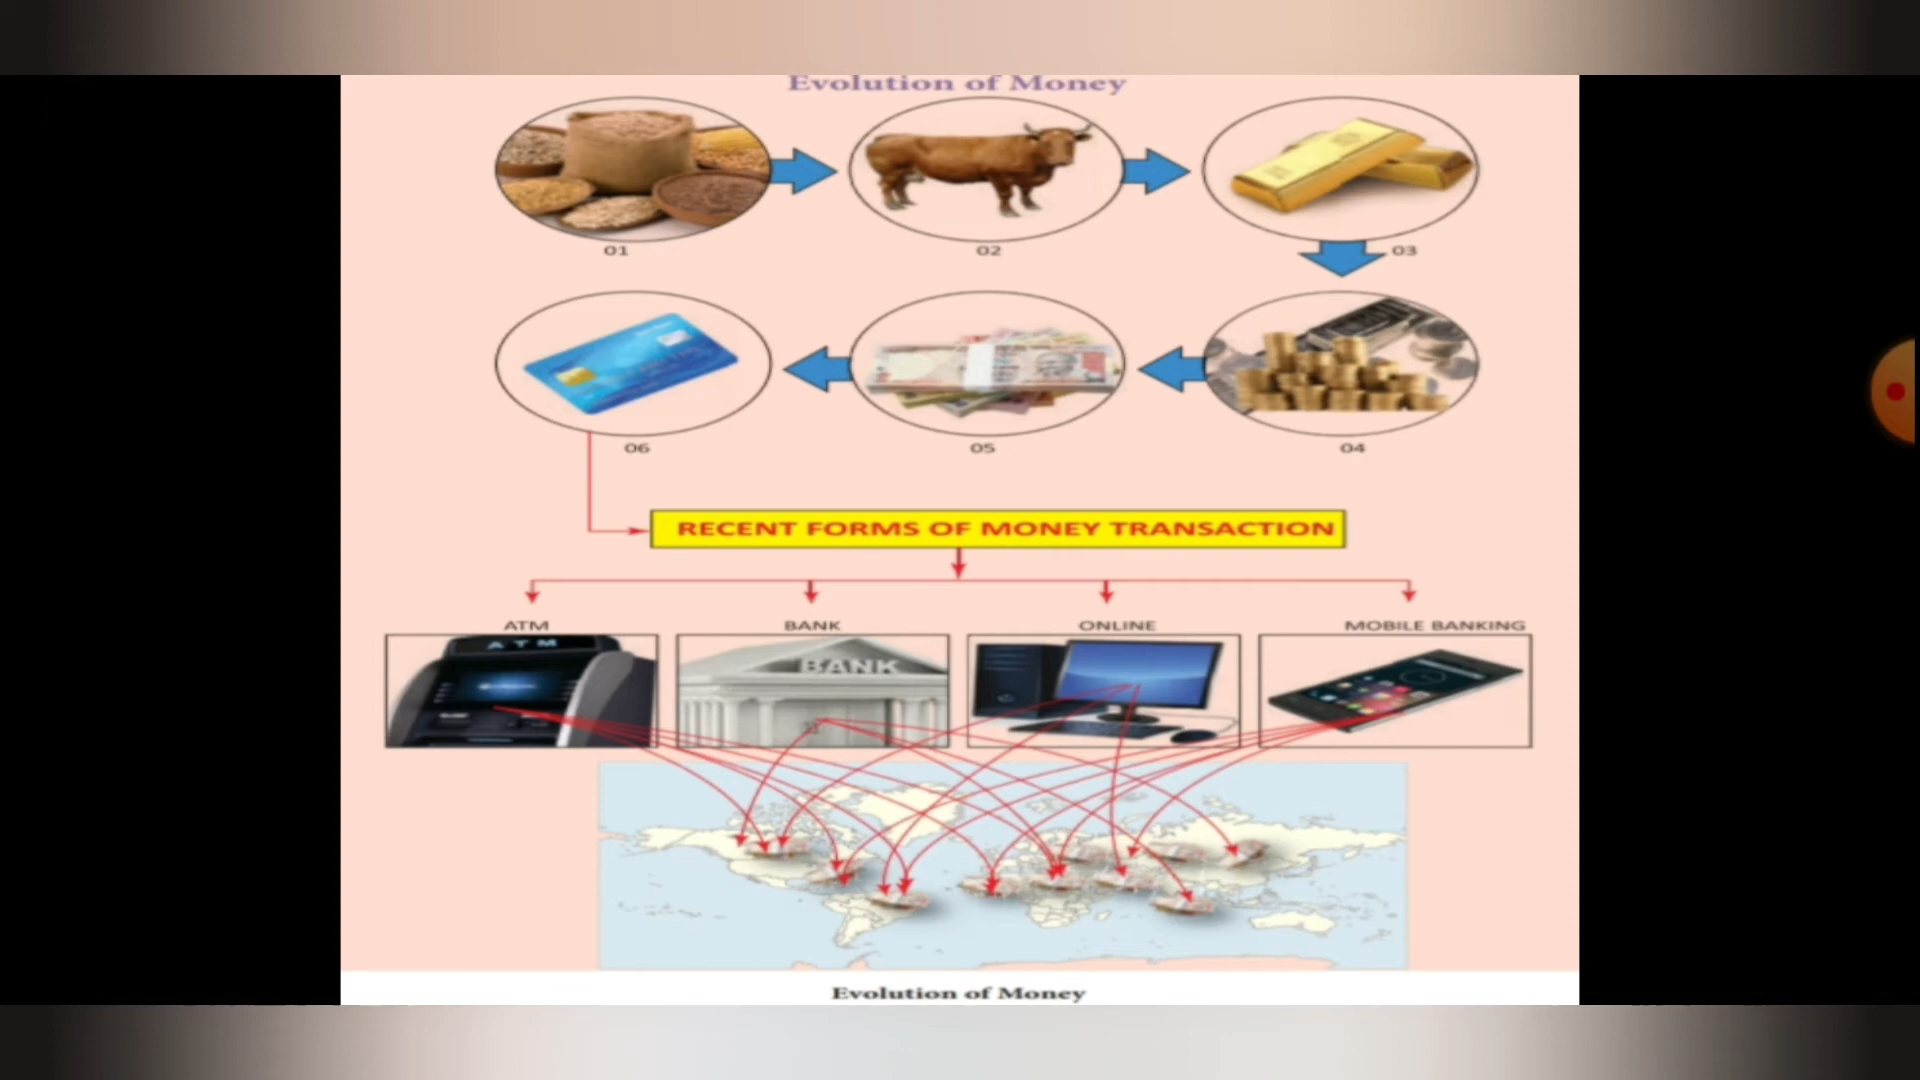 Evolution of Money
01
02
03
06
05
04
RECENT FORMS OF MONEY TRANSACTION
ATM
BANK
ONLINE
MOBILE BANKING
ATM
BANK
Evolution of Money